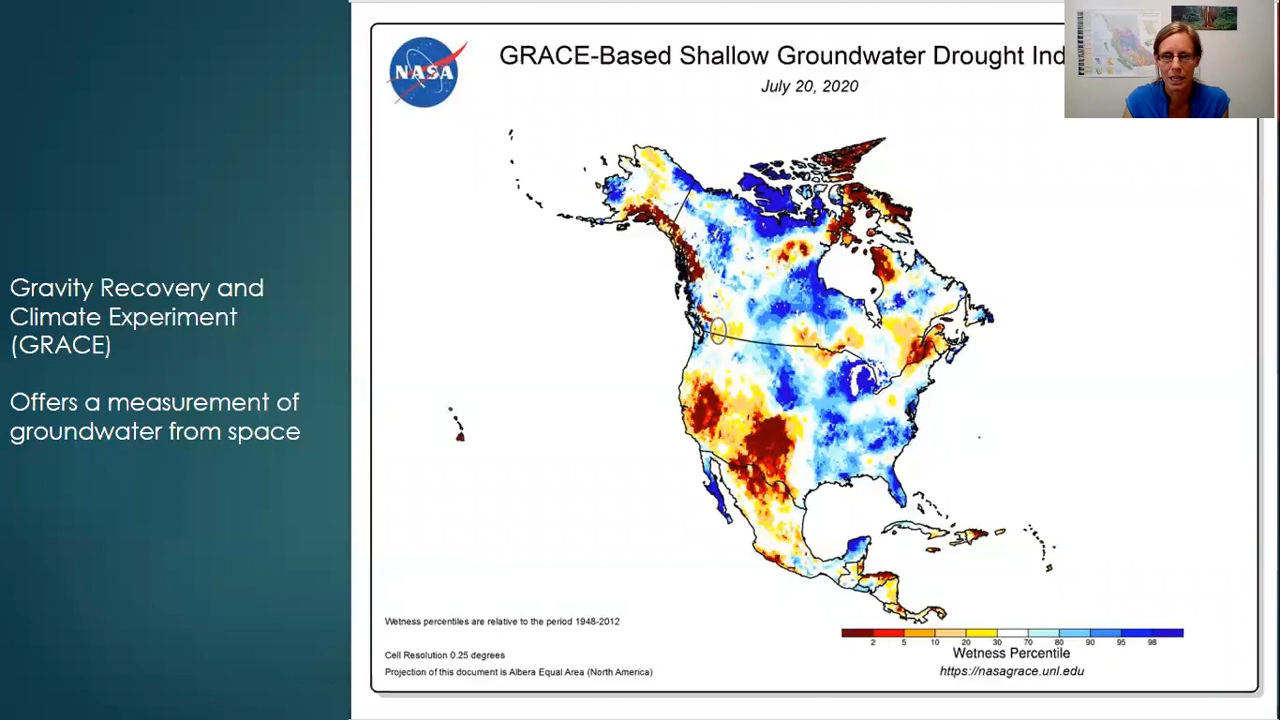 Gravity Recovery and
Climate Experiment
(GRACE)
Offers a measurement of
groundwater from space
NASA
GRACE-Based Shallow Groundwater Drought
July 20, 2020
Wetness percentiles are relative to the period 1948-2012
Cell Resolution 0.25 degrees
Projection of this document is Albera Equal Area (North America)
2 5 10 20 30 70 80 90 95 98
Wetness Percentile
https://nasagrace.unl.edu